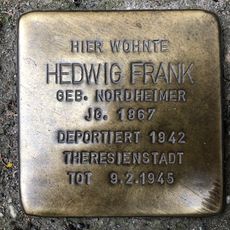 HIER WOHNTE
HEDWIG FRANK
GEB. NORDHEIMER
JG. 1867
DEPORTIERT 1942
THERESIENSTADT
TOT 9.2.1945